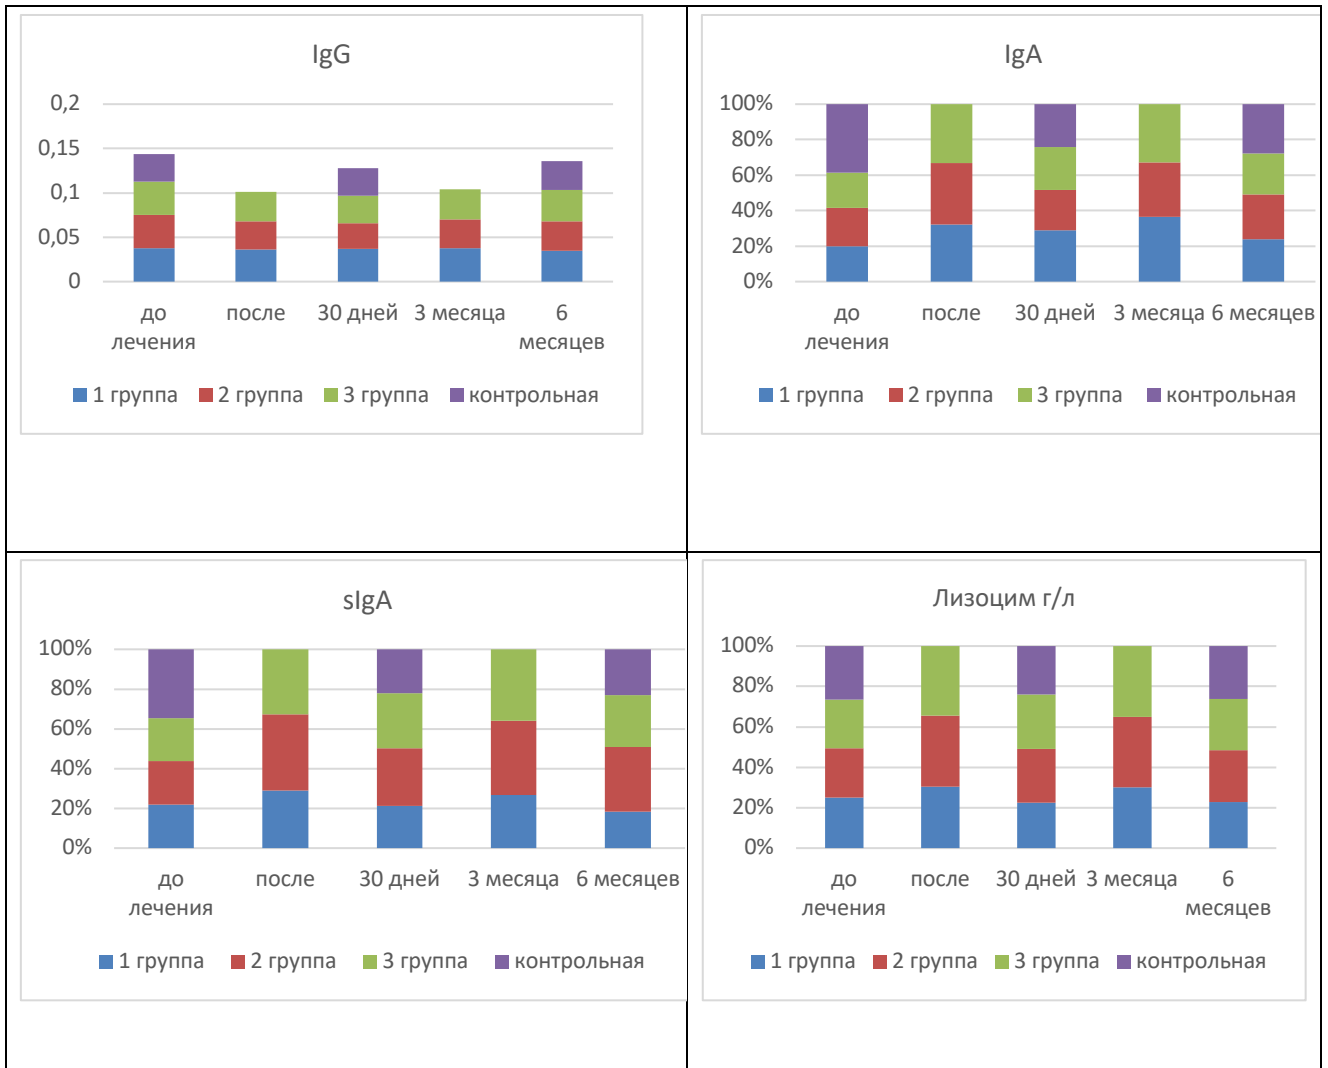 IgG
0,2
0,15
0,1
0,05
0
до лечения
после
30 дней
3 месяца
6 месяцев
1 группа 2 группа 3 группа контрольная
IgA
100%
80%
60%
40%
20%
0%
до лечения
после
30 дней
3 месяца
6 месяцев
1 группа 2 группа 3 группа контрольная
sIgA
100%
80%
60%
40%
20%
0%
до лечения
после
30 дней
3 месяца
6 месяцев
1 группа 2 группа 3 группа контрольная
Лизоцим г/л
100%
80%
60%
40%
20%
0%
до лечения
после
30 дней
3 месяца
6 месяцев
1 группа 2 группа 3 группа контрольная